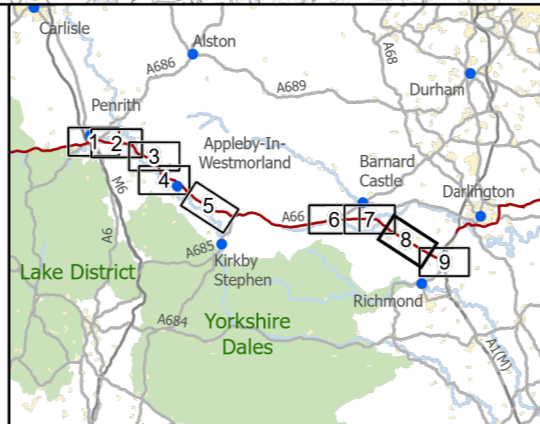 Carlisle
Alston
A686
A689
A68
Durham
Penrith
1
2
3
4
5
Appleby-In-
Westmorland
Barnard
Castle
Darlington
M6
A6
A66
6
7
8
9
A685
Kirkby
Stephen
Lake District
Richmond
A684
Yorkshire
Dales
A1(M)